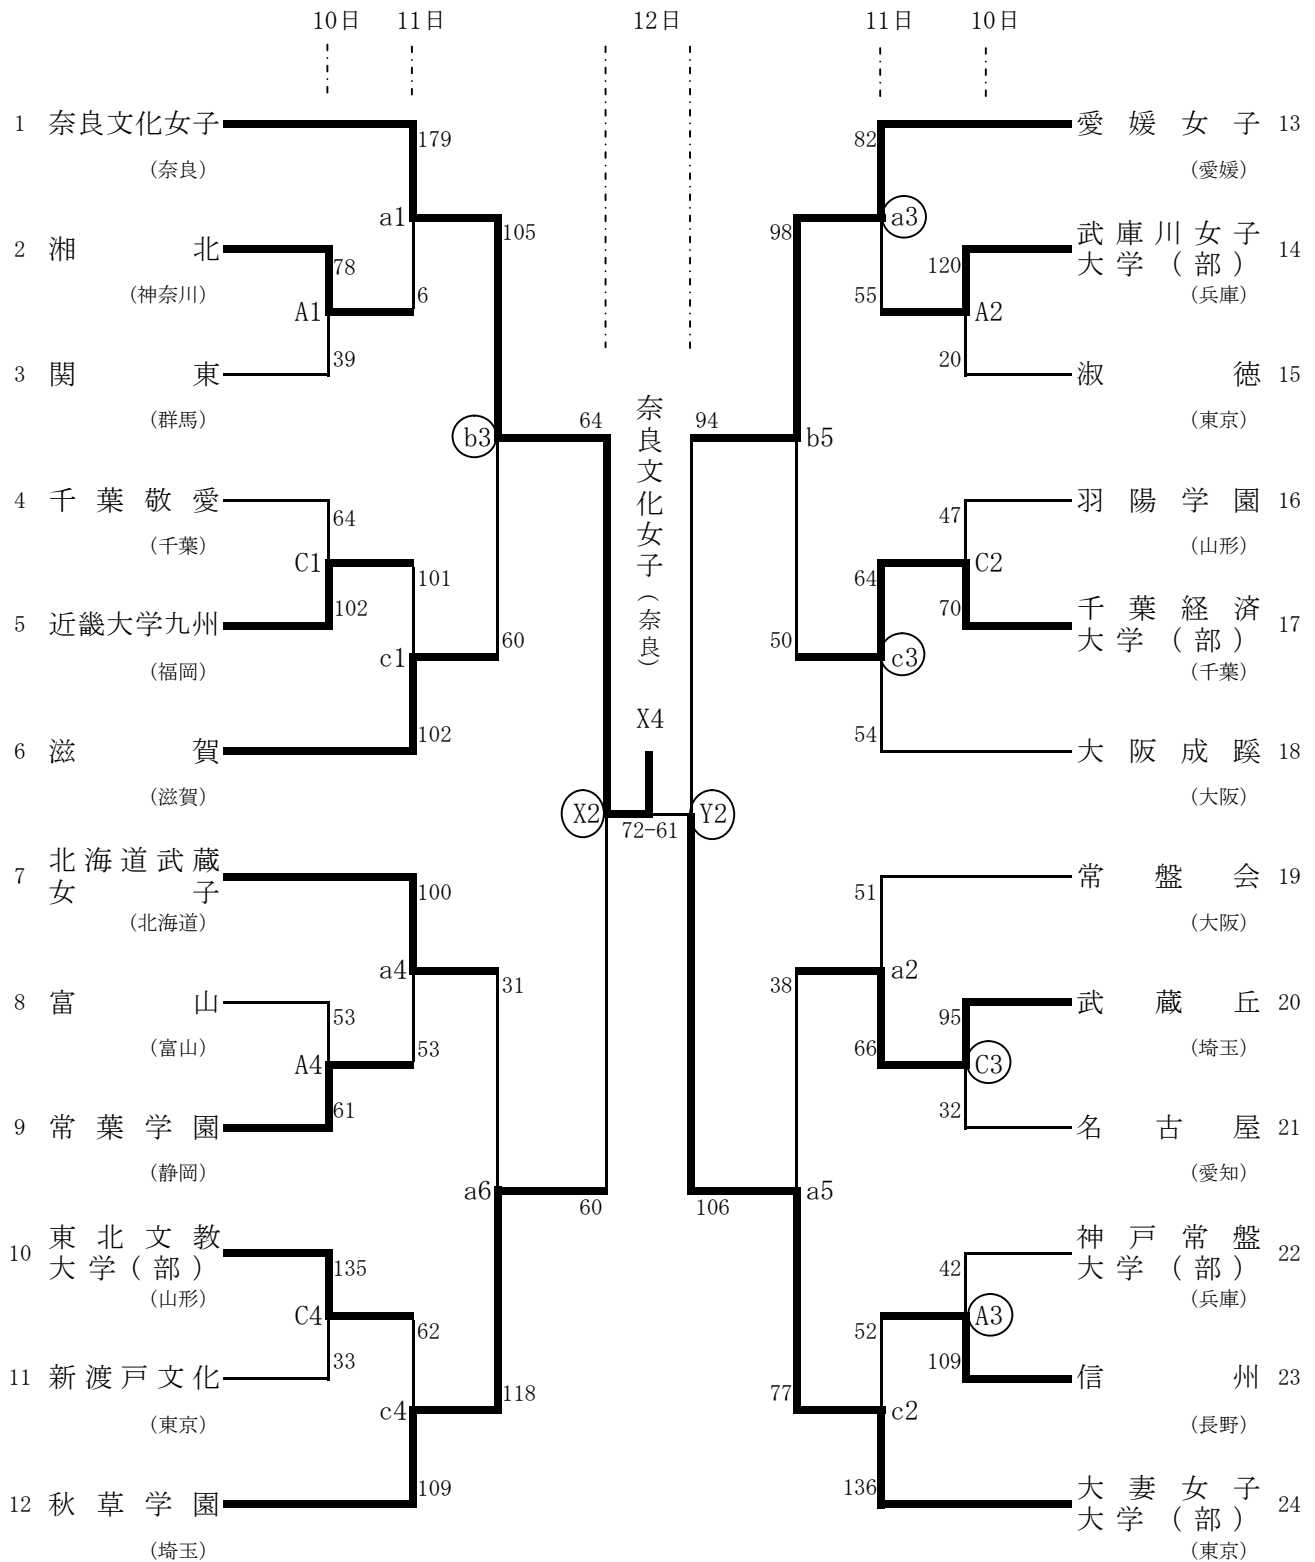 10日 11日 12日 11日 10日
1 奈良文化女子
(奈良)
179
a1
2 湘北
(神奈川)
78
A1
6
39
3 関東
(群馬)
105
b3
64
4 千葉敬愛
(千葉)
64
C1
101
102
5 近畿大学九州
(福岡)
c1
60
102
6 滋賀
(滋賀)
X2
7 北海道武蔵
女子
(北海道)
100
a4
31
8 富山
(富山)
53
A4
53
61
9 常葉学園
(静岡)
a6
60
10 東北文教
大学(部)
(山形)
135
C4
62
33
11 新渡戸文化
(東京)
118
c4
109
12 秋草学園
(埼玉)
奈良文化女子(奈良)
X4
72-61
愛媛女子 13
(愛媛)
82
a3
98
武庫川女子
大学(部) 14
(兵庫)
120
55
A2
20
淑徳 15
(東京)
94
b5
羽陽学園 16
(山形)
47
C2
64
70
千葉経済
大学(部) 17
(千葉)
50
c3
54
大阪成蹊 18
(大阪)
Y2
常盤会 19
(大阪)
51
a2
38
武蔵丘 20
(埼玉)
95
66
C3
32
名古屋 21
(愛知)
a5
106
神戸常盤
大学(部) 22
(兵庫)
42
A3
52
109
信州 23
(長野)
77
c2
136
大妻女子
大学(部) 24
(東京)